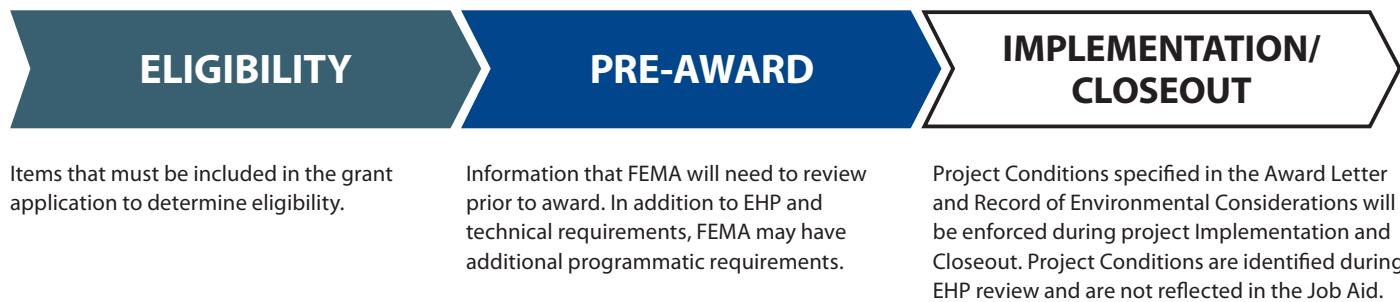 ELIGIBILITY
PRE-AWARD
IMPLEMENTATION/
CLOSEOUT
Items that must be included in the grant
application to determine eligibility.
Information that FEMA will need to review
prior to award. In addition to EHP and
technical requirements, FEMA may have
additional programmatic requirements.
Project Conditions specified in the Award Letter
and Record of Environmental Considerations will
be enforced during project Implementation and
Closeout. Project Conditions are identified during
EHP review and are not reflected in the Job Aid.